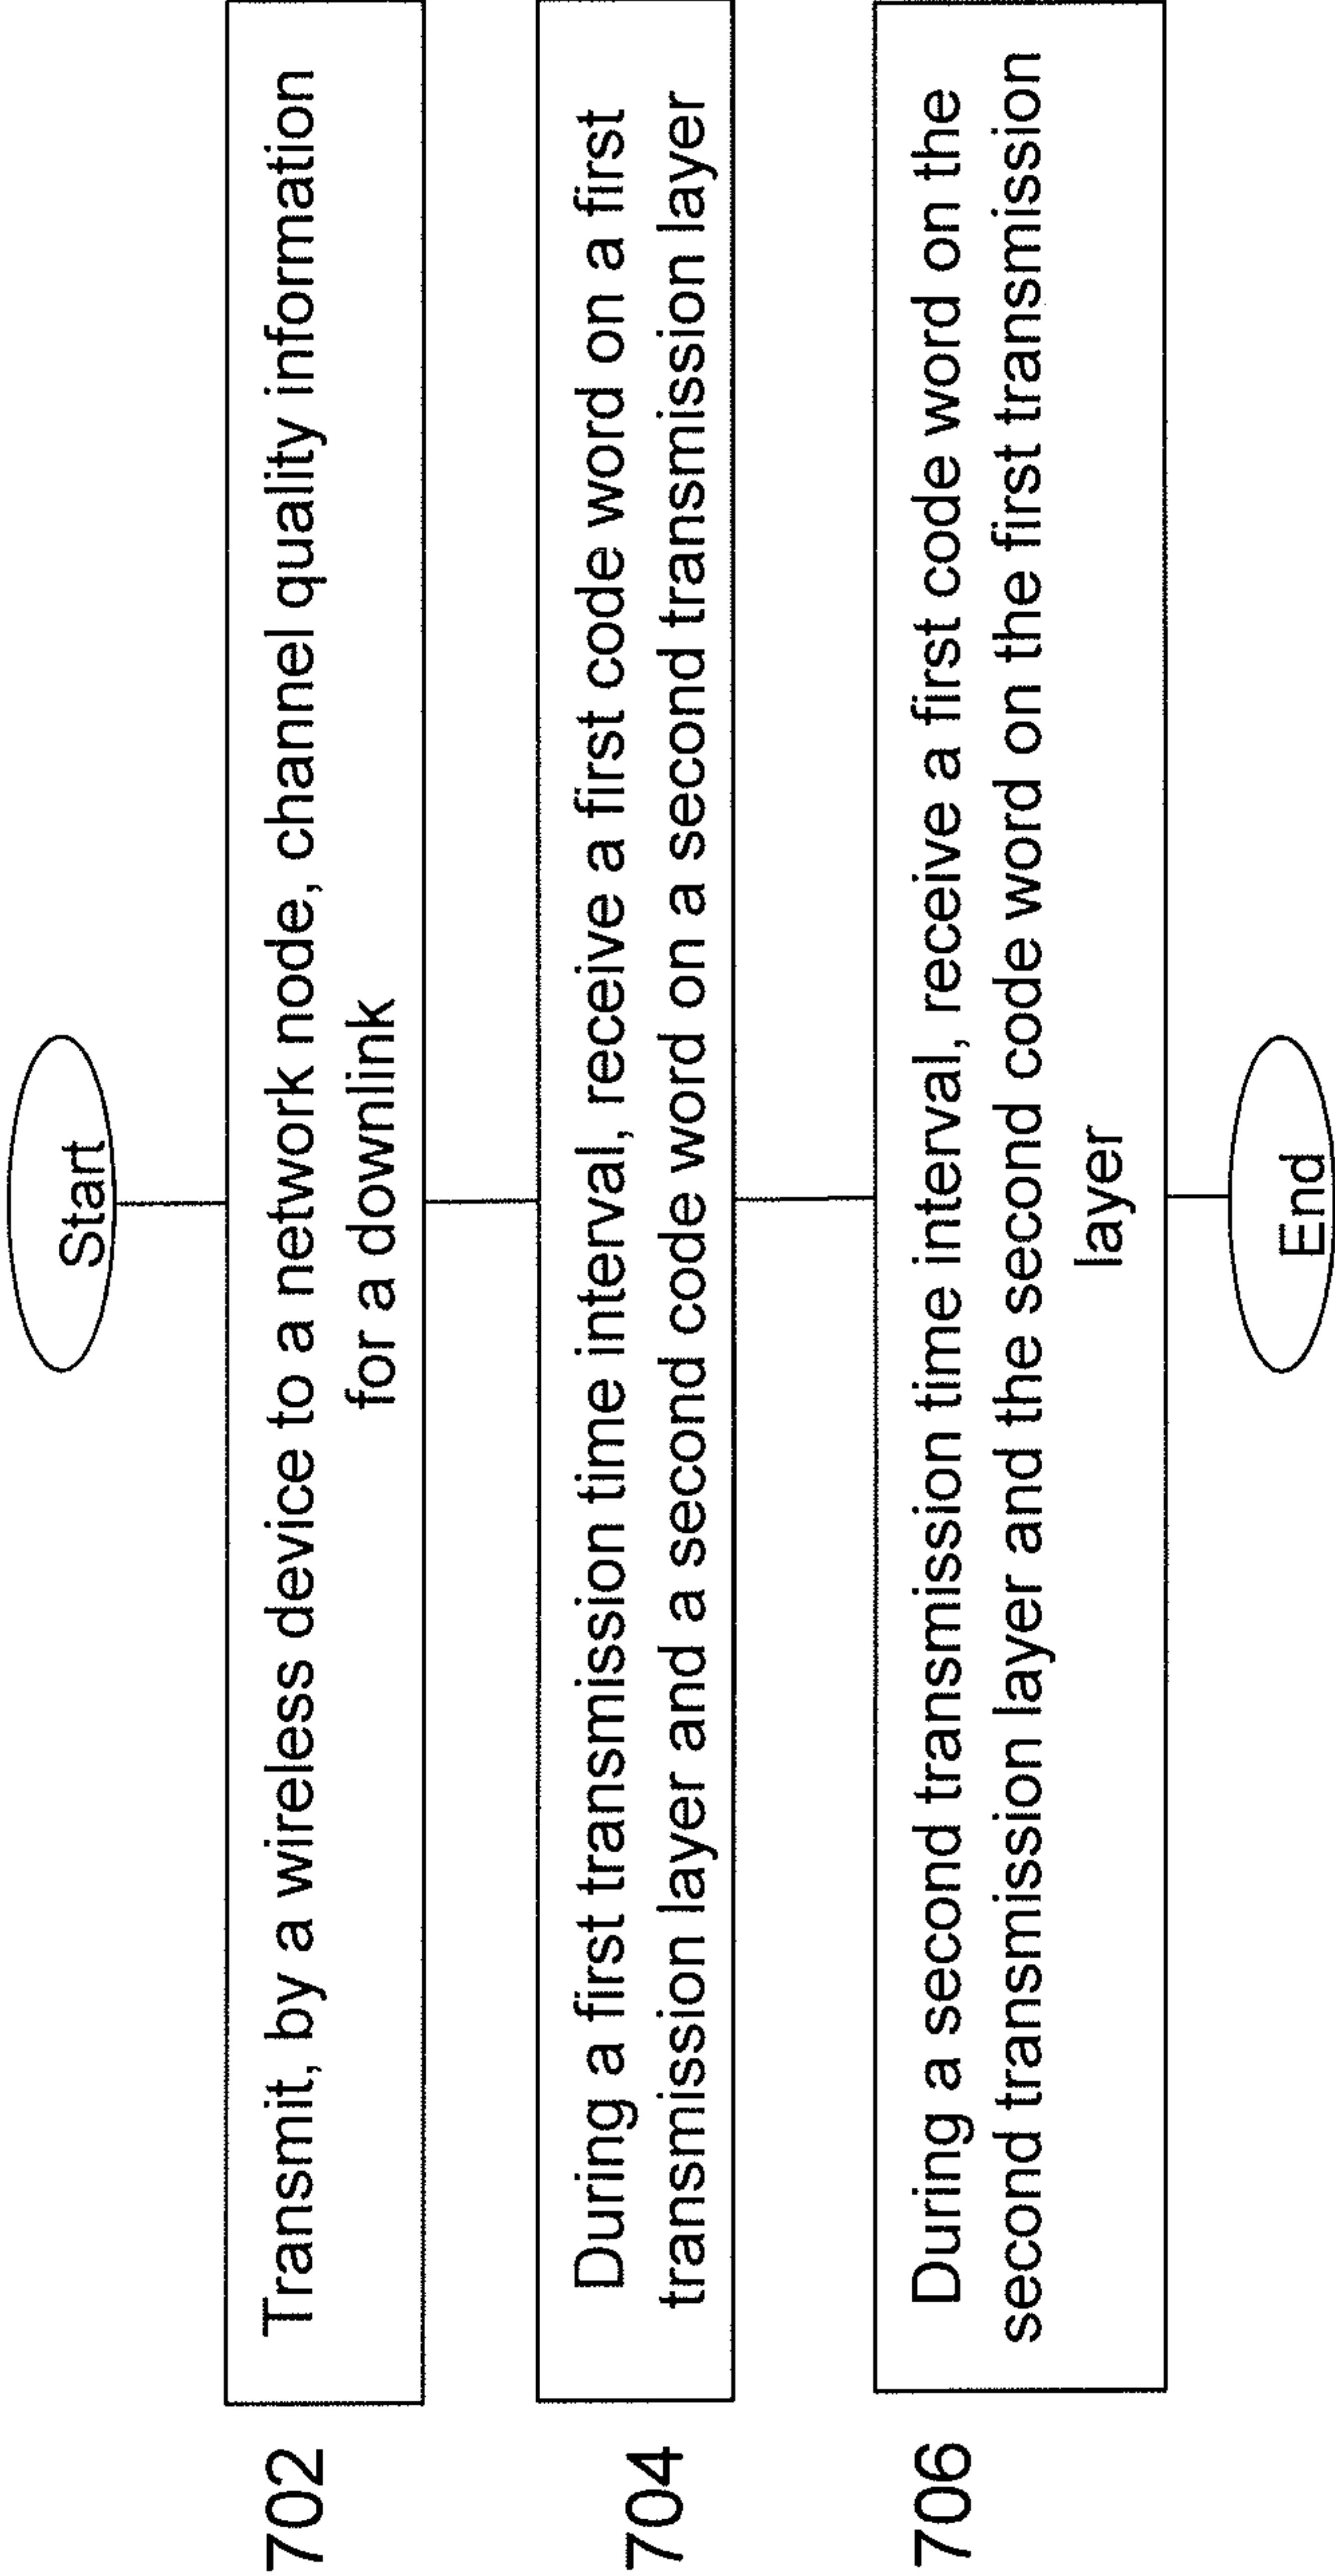 Start
702
Transmit, by a wireless device to a network node, channel quality information
for a downlink
704
During a first transmission time interval, receive a first code word on a first
transmission layer and a second code word on a second transmission layer
706
During a second transmission time interval, receive a first code word on the
second transmission layer and the second code word on the first transmission
layer
End